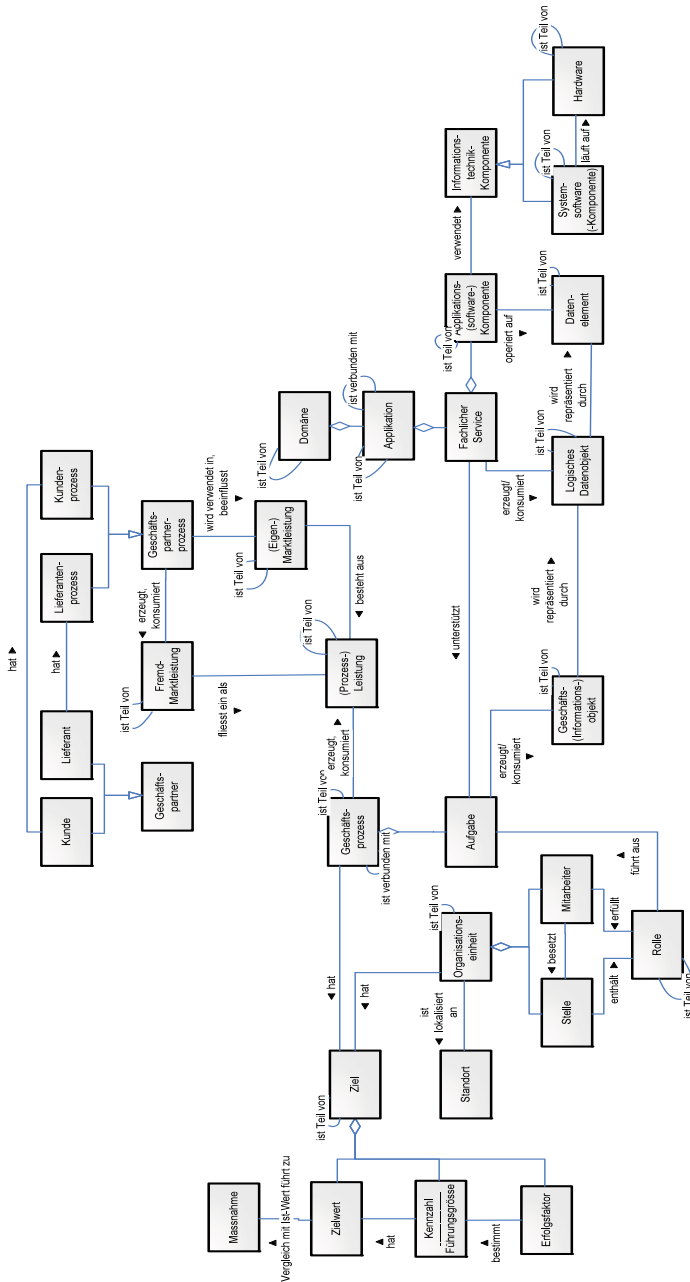 hat ▶
Kunde
Lieferant
hat ▶
Lieferanten-
prozess
Kunden-
prozess
Geschäfts-
partner
ist Teil von
Fremd-
Marktleistung
◀ erzeugt,
konsumiert
Geschäfts-
partner-
prozess
fliesst ein als
▼
wird verwendet in,
beeinflusst
▼
ist Teil von
(Eigen-)
Marktleistung
ist Teil von
Domäne
◀ besteht aus
ist Teil von
(Prozess-)
Leistung
erzeugt, ▶
konsumiert
ist Teil von
Geschäfts-
prozess
ist verbunden mit
ist Teil von
Applikation
ist verbunden mit
◀ hat
◀ hat
ist Teil von
Ziel
Massnahme
Vergleich mit Ist-Wert führt zu
▲
Zielwert
hat
▲
Kennzahl
Führungsgrösse
bestimmt
▲
Erfolgsfaktor
Standort
ist
◀ lokalisiert
an
ist Teil von
Organisations-
einheit
Aufgabe
◀ unterstützt
Fachlicher
Service
ist Teil von
Applikations-
(software-)
Komponente
verwendet ▶
Informations-
technik-
Komponente
erzeugt/
konsumiert
▼
erzeugt/
konsumiert
▼
operiert auf
▼
Stelle
◀ besetzt
Mitarbeiter
enthält ▶
◀ erfüllt
Rolle
ist Teil von
führt aus
▲
ist Teil von
Geschäfts-
(Informations-)
objekt
wird ▶
repräsentiert
durch
ist Teil von
Logisches
Datenobjekt
wird ▶
repräsentiert
durch
ist Teil von
Daten-
element
ist Teil von
System-
software
(-Komponente)
läuft auf ▶
ist Teil von
Hardware